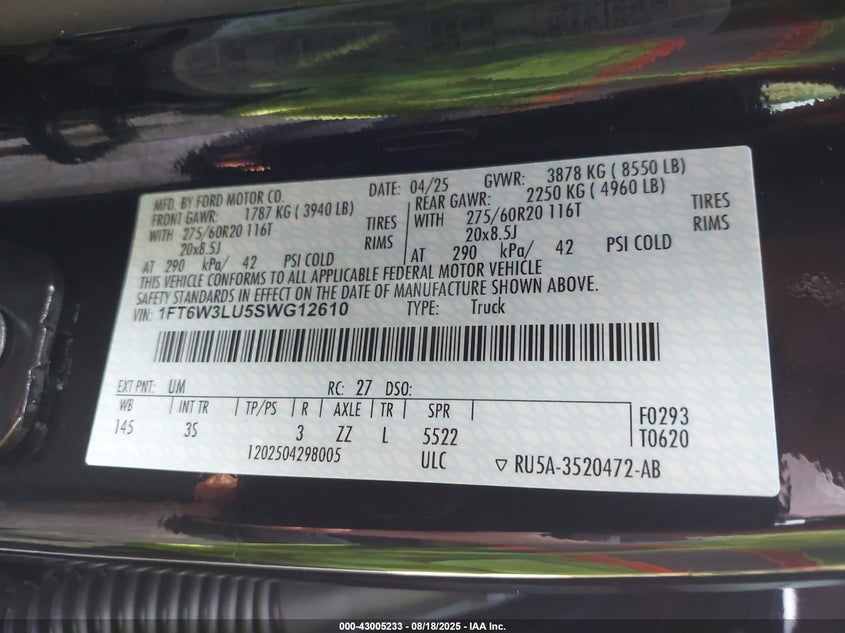 MFD. BY FORD MOTOR CO. DATE: 04/25 GVWR: 3878 KG ( 8550 LB)
FRONT GAWR: 1787 KG ( 3940 LB) REAR GAWR: 2250 KG ( 4960 LB)
WITH 275/60R20 116T TIRES WITH 275/60R20 116T TIRES
20x8.5J RIMS 20x8.5J RIMS
AT 290 kPa/ 42 PSI COLD AT 290 kPa/ 42 PSI COLD
THIS VEHICLE CONFORMS TO ALL APPLICABLE FEDERAL MOTOR VEHICLE
SAFETY STANDARDS IN EFFECT ON THE DATE OF MANUFACTURE SHOWN ABOVE.
VIN: 1FT6W3LU5SWG12610 TYPE: Truck
EXT PNT: UM RC: 27 DSO:
WB INT TR TP/PS R AXLE TR SPR F0293
145 3S 3 ZZ L 5522 T0620
1202504298005 ULC ▽ RU5A-3520472-AB
000-43005233 - 08/18/2025 - IAA Inc.